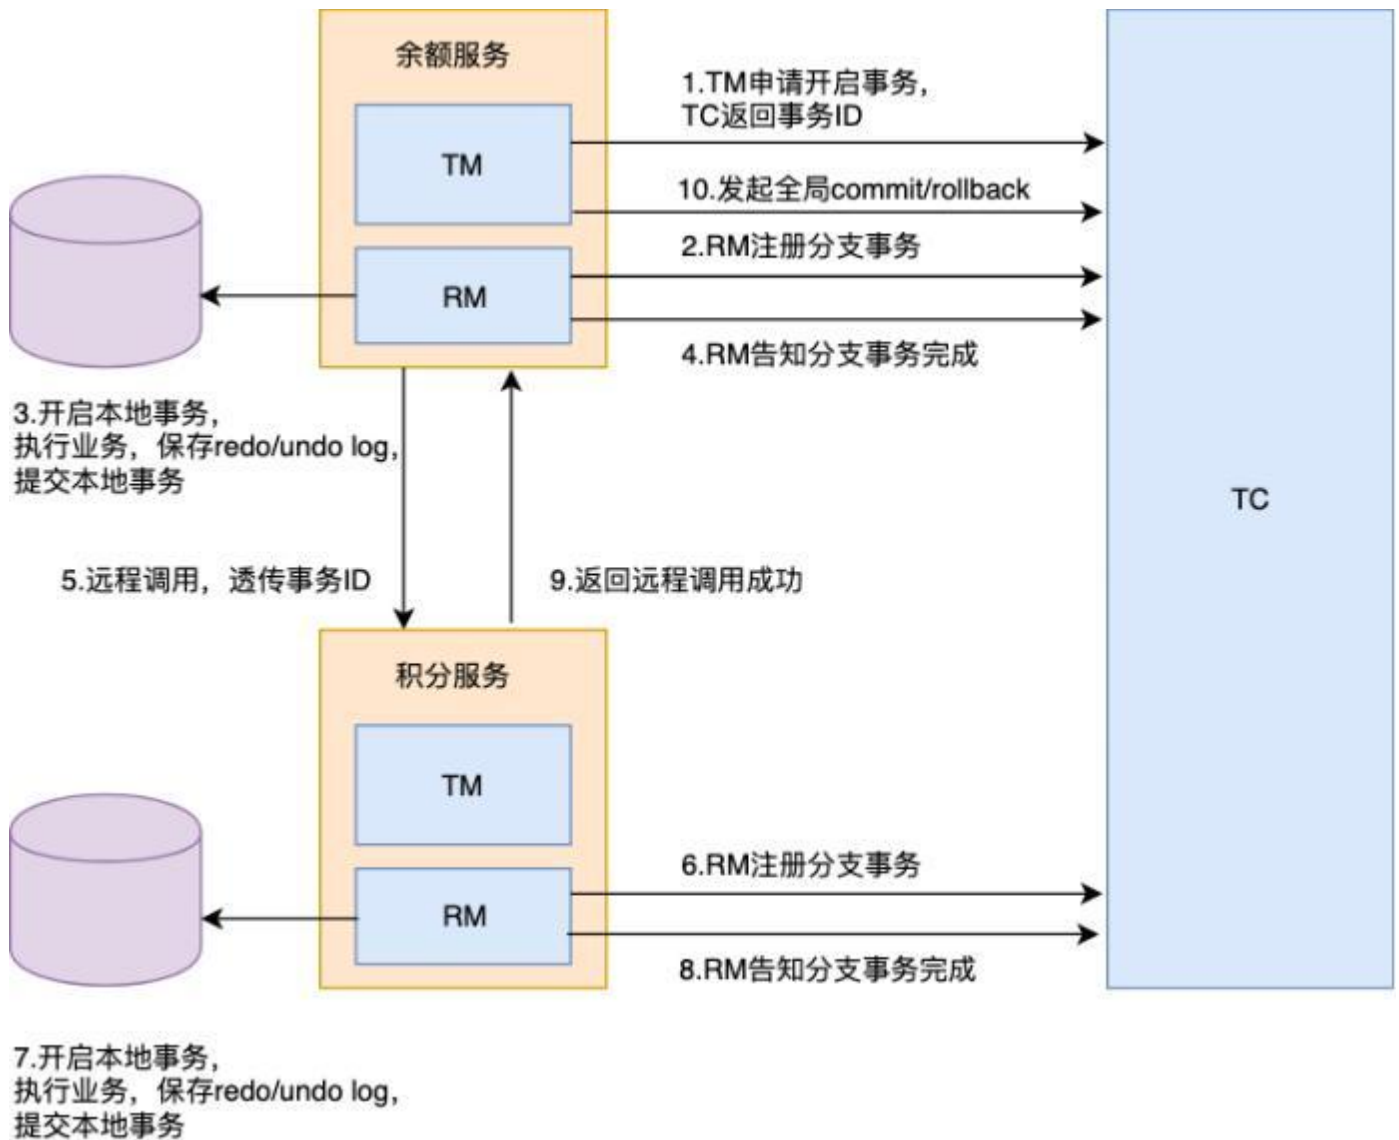 余额服务
1.TM申请开启事务，
TC返回事务ID
TM
10.发起全局commit/rollback
2.RM注册分支事务
RM
4.RM告知分支事务完成
3.开启本地事务，
执行业务，保存redo/undo log，
提交本地事务
TC
5.远程调用，透传事务ID
9.返回远程调用成功
积分服务
TM
6.RM注册分支事务
RM
8.RM告知分支事务完成
7.开启本地事务，
执行业务，保存redo/undo log，
提交本地事务